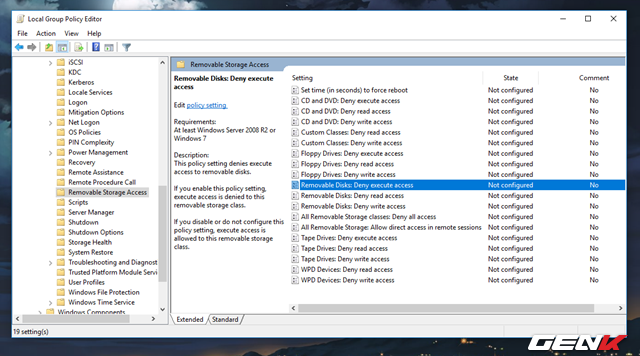 Local Group Policy Editor
File Action View Help
Removable Storage Access
iSCSI
KDC
Kerberos
Locale Services
Logon
Mitigation Options
Net Logon
OS Policies
PIN Complexity
Power Management
Recovery
Remote Assistance
Remote Procedure Call
Removable Storage Access
Scripts
Server Manager
Shutdown
Shutdown Options
Storage Health
System Restore
Troubleshooting and Diagnost
Trusted Platform Module Servi
User Profiles
Windows File Protection
Windows Time Service
Windows Components
Removable Disks: Deny execute
access
Edit policy setting.
Requirements:
At least Windows Server 2008 R2 or
Windows 7
Description:
This policy setting denies execute
access to removable disks.
If you enable this policy setting,
execute access is denied to this
removable storage class.
If you disable or do not configure this
policy setting, execute access is
allowed to this removable storage
class.
Setting State Comment
Set time (in seconds) to force reboot Not configured No
CD and DVD: Deny execute access Not configured No
CD and DVD: Deny read access Not configured No
CD and DVD: Deny write access Not configured No
Custom Classes: Deny read access Not configured No
Custom Classes: Deny write access Not configured No
Floppy Drives: Deny execute access Not configured No
Floppy Drives: Deny read access Not configured No
Floppy Drives: Deny write access Not configured No
Removable Disks: Deny execute access Not configured No
Removable Disks: Deny read access Not configured No
Removable Disks: Deny write access Not configured No
All Removable Storage classes: Deny all access Not configured No
All Removable Storage: Allow direct access in remote sessions Not configured No
Tape Drives: Deny execute access Not configured No
Tape Drives: Deny read access Not configured No
Tape Drives: Deny write access Not configured No
WPD Devices: Deny read access Not configured No
WPD Devices: Deny write access Not configured No
Extended Standard
19 setting(s)
GENK